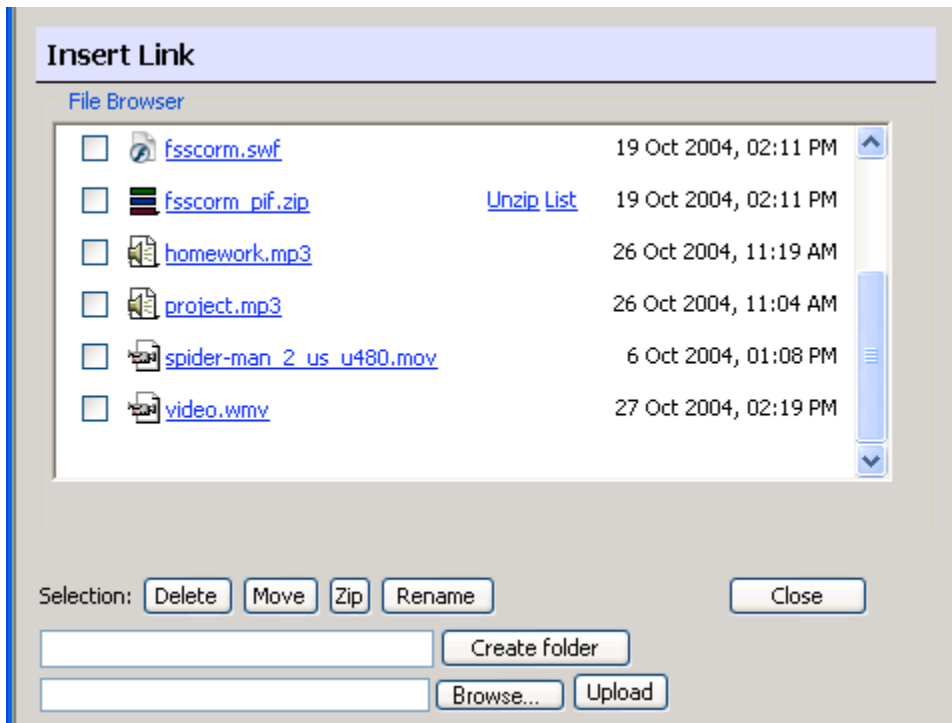 Insert Link
File Browser
fsscorm.swf 19 Oct 2004, 02:11 PM
fsscorm_pif.zip Unzip List 19 Oct 2004, 02:11 PM
homework.mp3 26 Oct 2004, 11:19 AM
project.mp3 26 Oct 2004, 11:04 AM
spider-man_2_us_u480.mov 6 Oct 2004, 01:08 PM
video.wmv 27 Oct 2004, 02:19 PM
Selection: Delete Move Zip Rename Close
Create folder
Browse... Upload